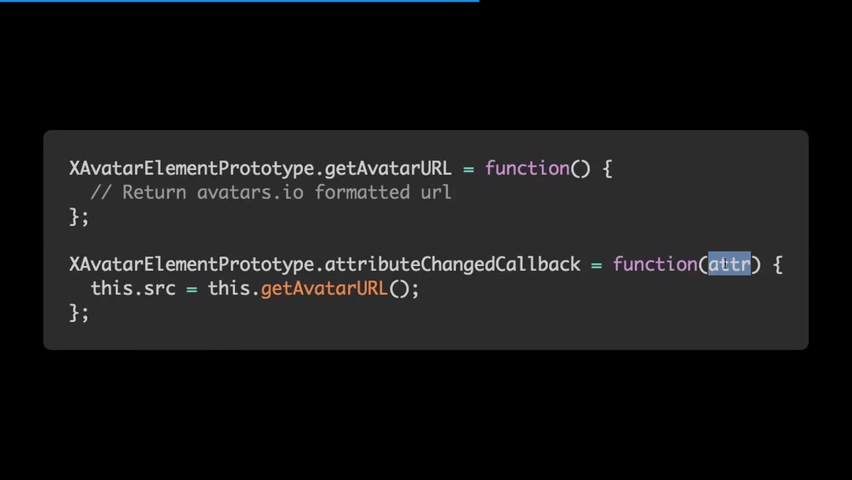 XAvatarElementPrototype.getAvatarURL = function() {
// Return avatars.io formatted url
};
XAvatarElementPrototype.attributeChangedCallback = function(attr) {
this.src = this.getAvatarURL();
};